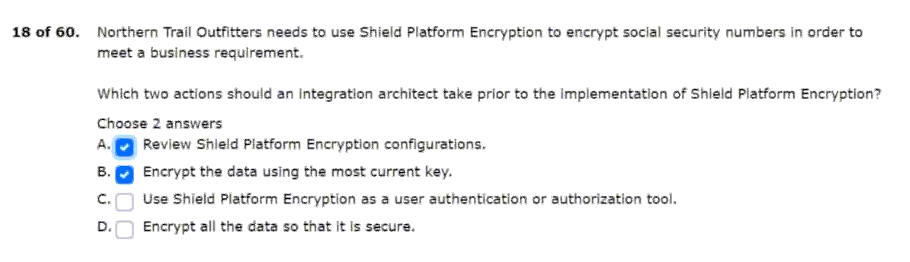 18 of 60. Northern Trail Outfitters needs to use Shield Platform Encryption to encrypt social security numbers in order to
meet a business requirement.
Which two actions should an integration architect take prior to the implementation of Shield Platform Encryption?
Choose 2 answers
A. Review Shield Platform Encryption configurations.
B. Encrypt the data using the most current key.
C. Use Shield Platform Encryption as a user authentication or authorization tool.
D. Encrypt all the data so that it is secure.